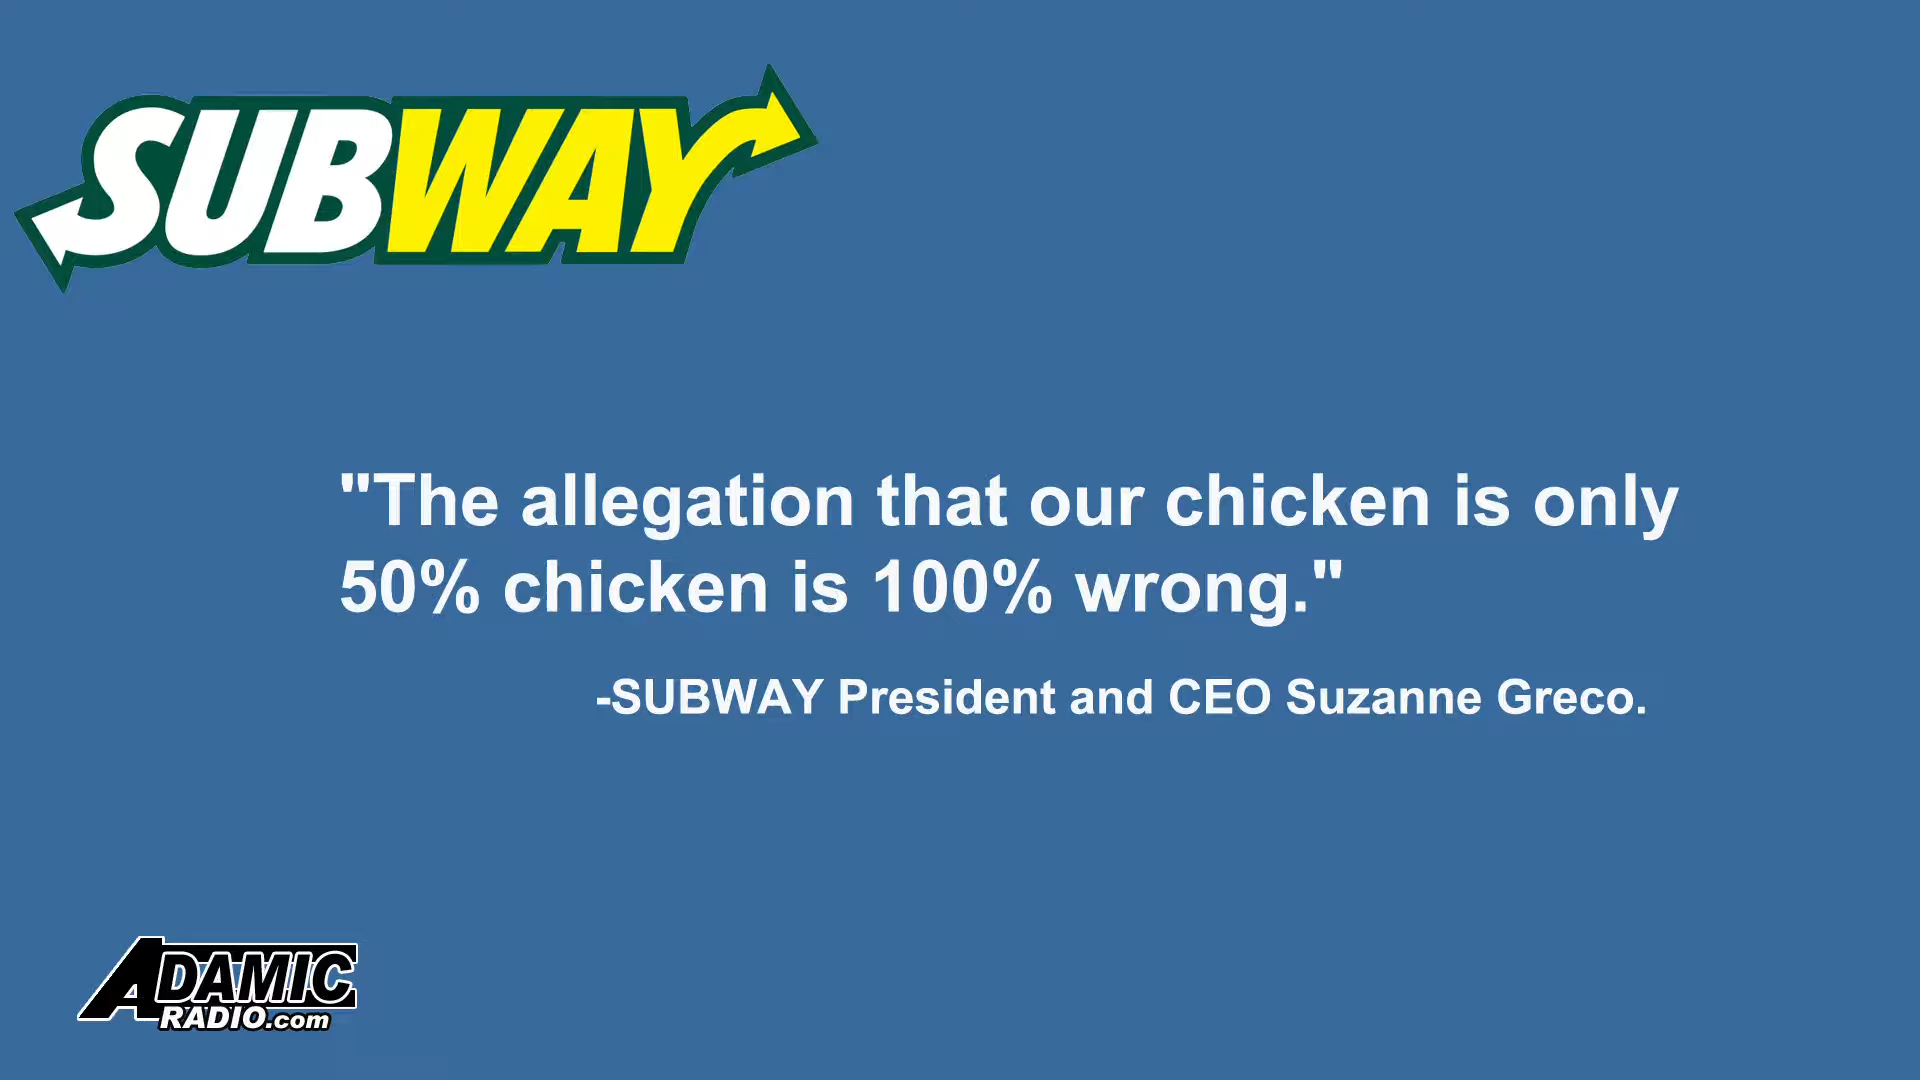 SUBWAY
"The allegation that our chicken is only
50% chicken is 100% wrong."
-SUBWAY President and CEO Suzanne Greco.
ADAMIC
RADIO.com